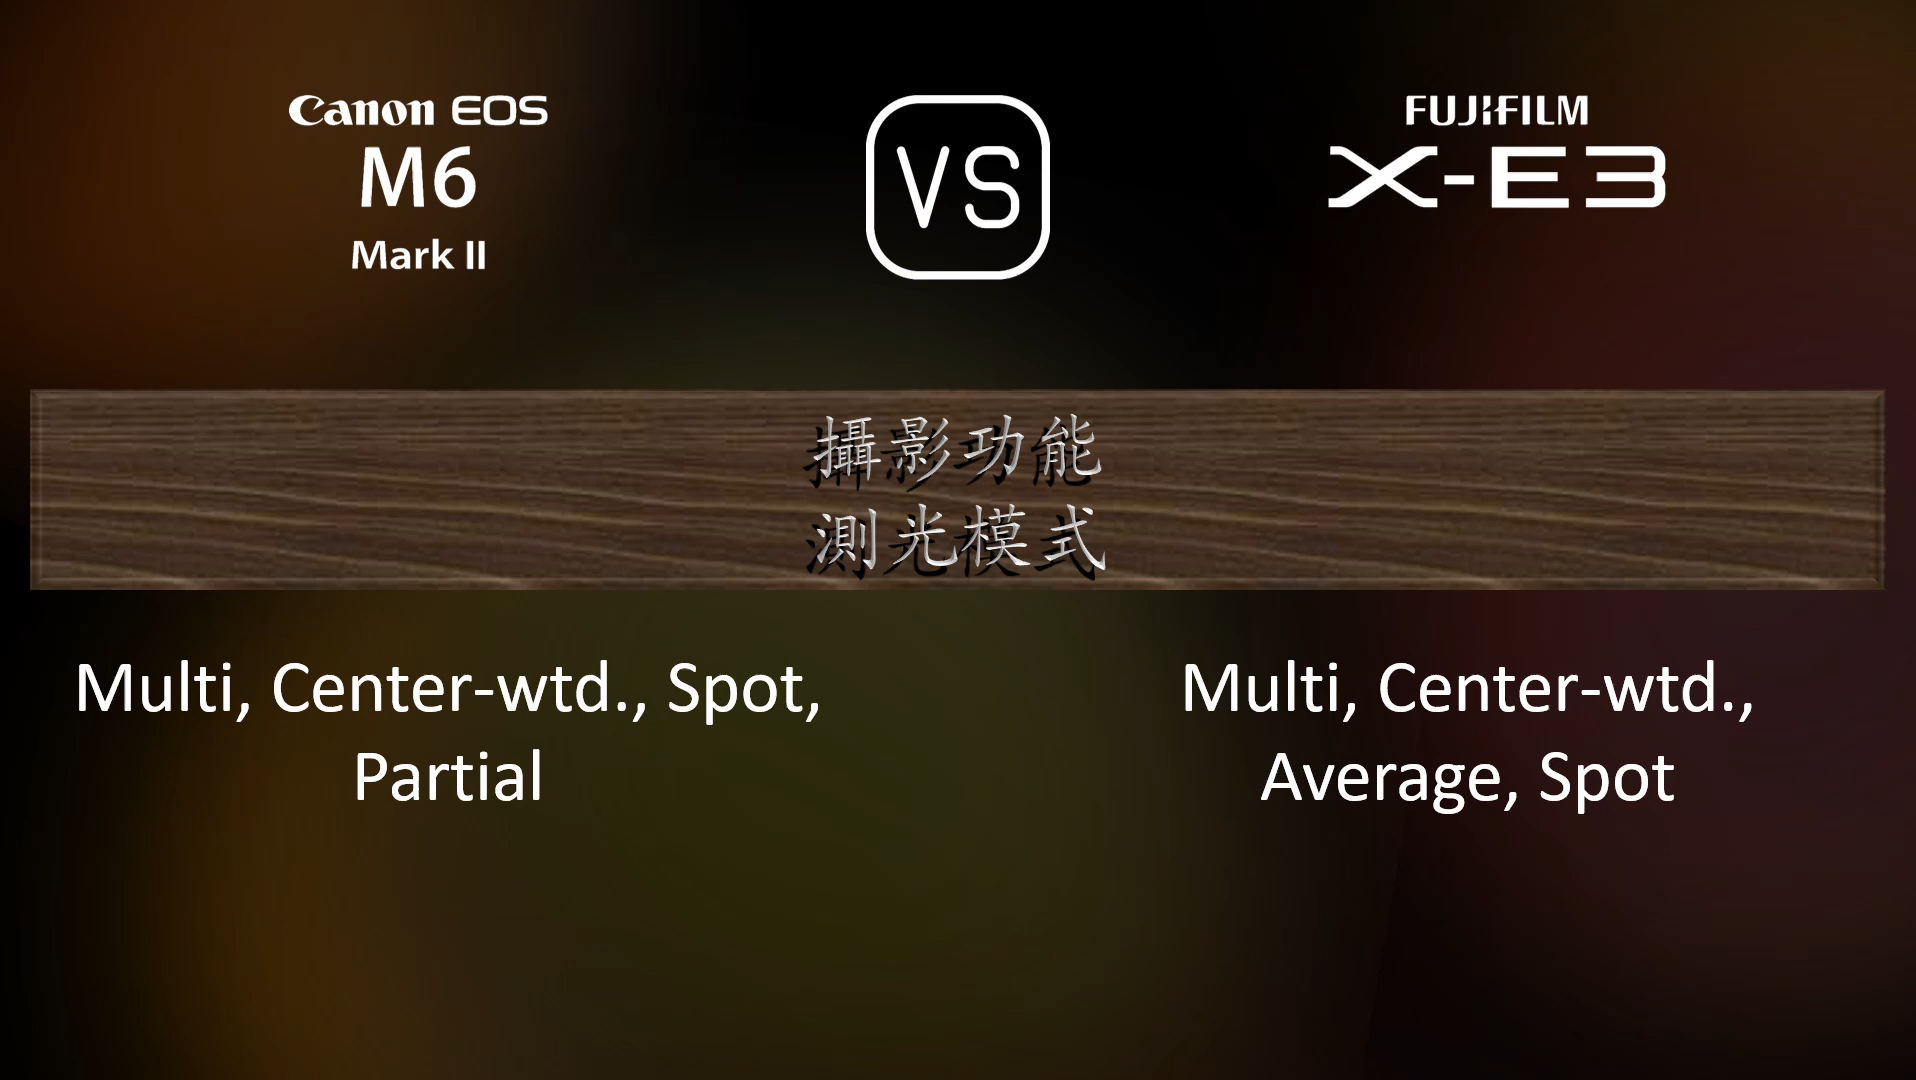 Canon EOS
M6
Mark II
VS
FUJIFILM
X-E3
攝影功能
測光模式
Multi, Center-wtd., Spot,
Partial
Multi, Center-wtd.,
Average, Spot